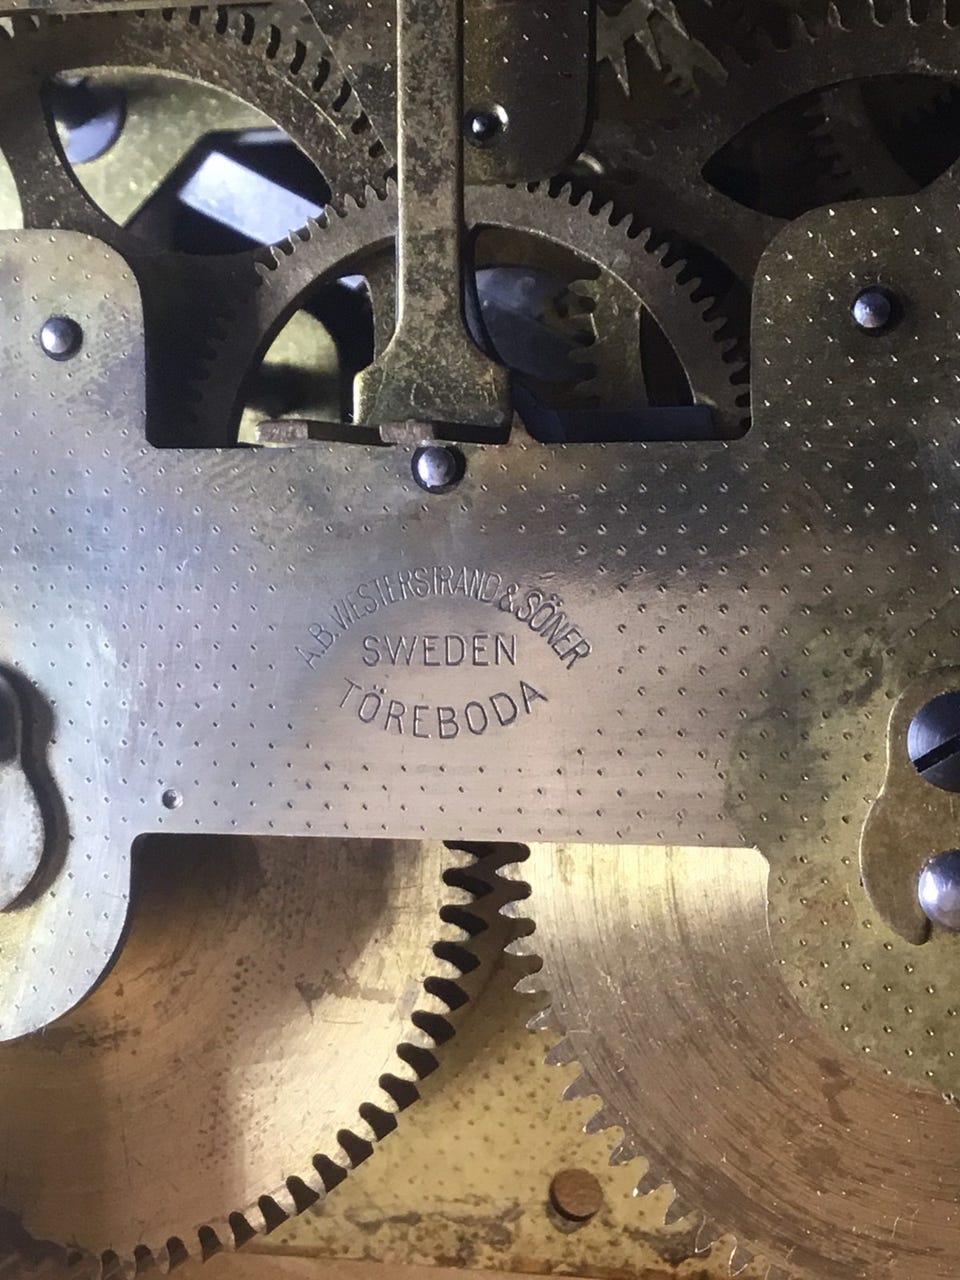 A.B. WESTERSTRAND & SÖNER
SWEDEN
TÖREBODA